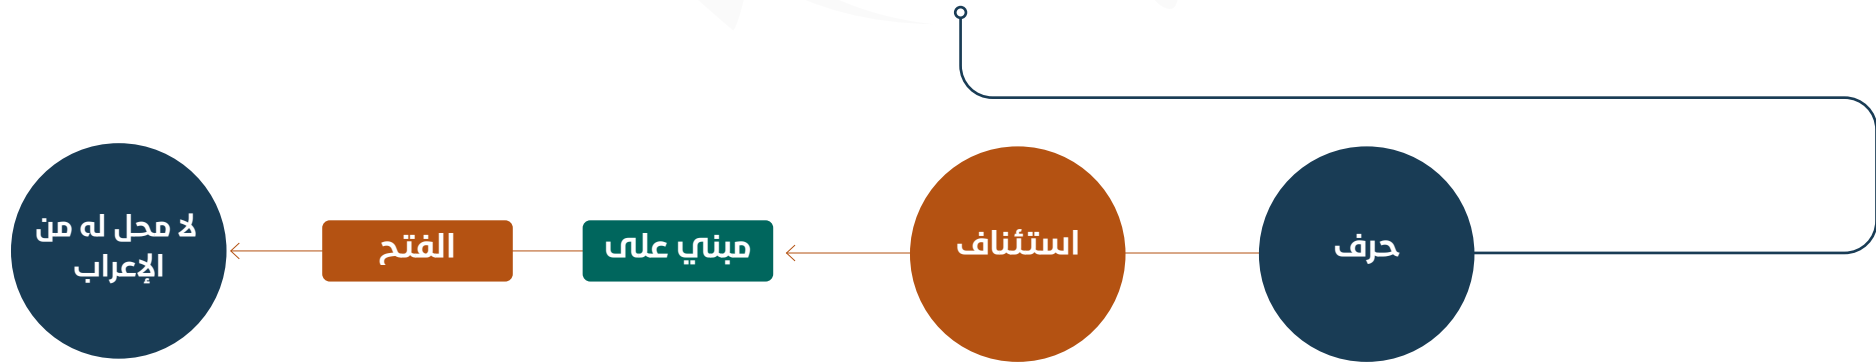 حرف
استئناف
مبني على
الفتح
لا محل له من
الإعراب